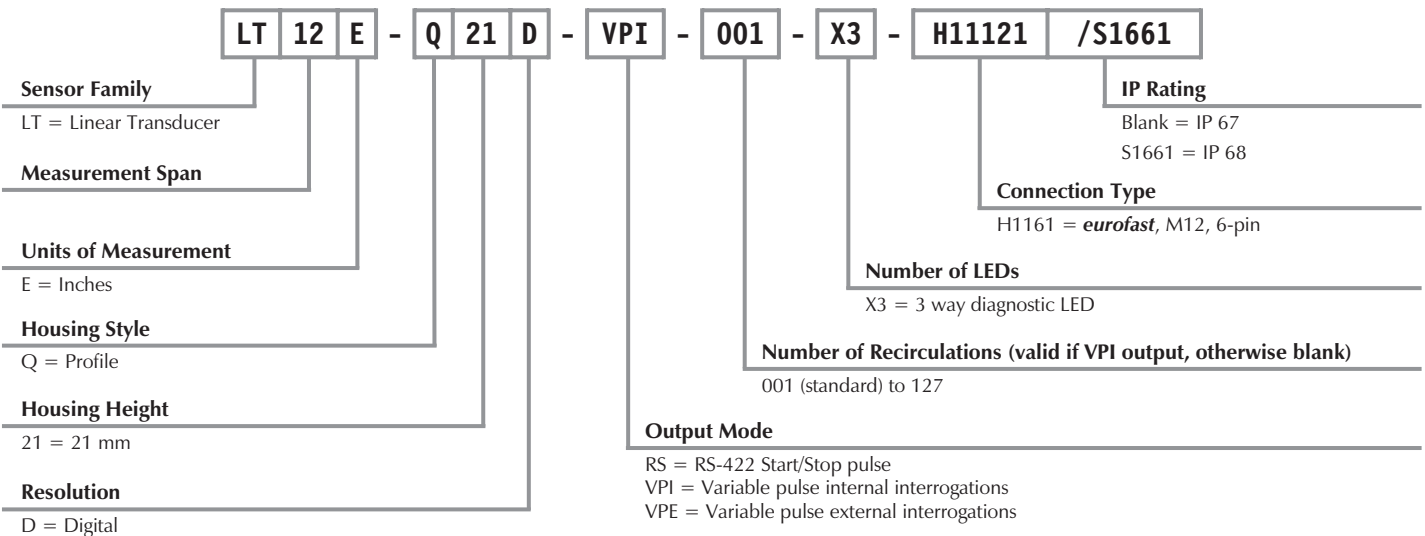 LT 12 E - Q 21 D - VPI - 001 - X3 - H11121 /S1661
Sensor Family
LT = Linear Transducer
Measurement Span
Units of Measurement
E = Inches
Housing Style
Q = Profile
Housing Height
21 = 21 mm
Resolution
D = Digital
IP Rating
Blank = IP 67
S1661 = IP 68
Connection Type
H1161 = eurofast, M12, 6-pin
Number of LEDs
X3 = 3 way diagnostic LED
Number of Recirculations (valid if VPI output, otherwise blank)
001 (standard) to 127
Output Mode
RS = RS-422 Start/Stop pulse
VPI = Variable pulse internal interrogations
VPE = Variable pulse external interrogations